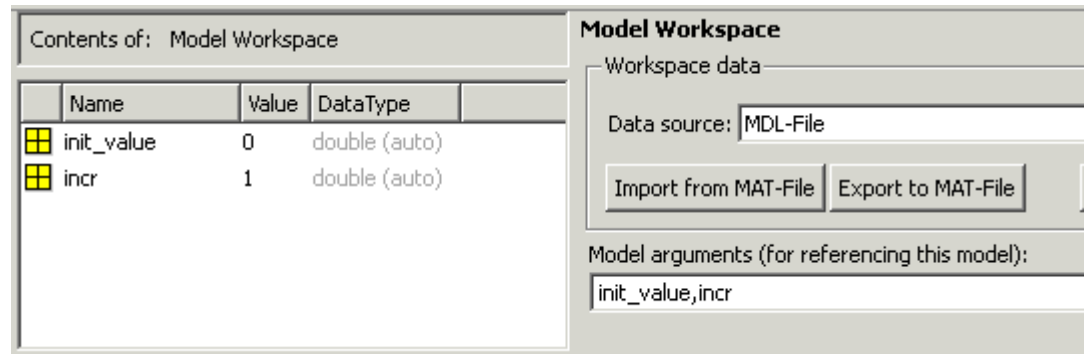 Contents of: Model Workspace
Name Value DataType
init_value 0 double (auto)
incr 1 double (auto)
Model Workspace
Workspace data
Data source: MDL-File
Import from MAT-File Export to MAT-File
Model arguments (for referencing this model):
init_value,incr